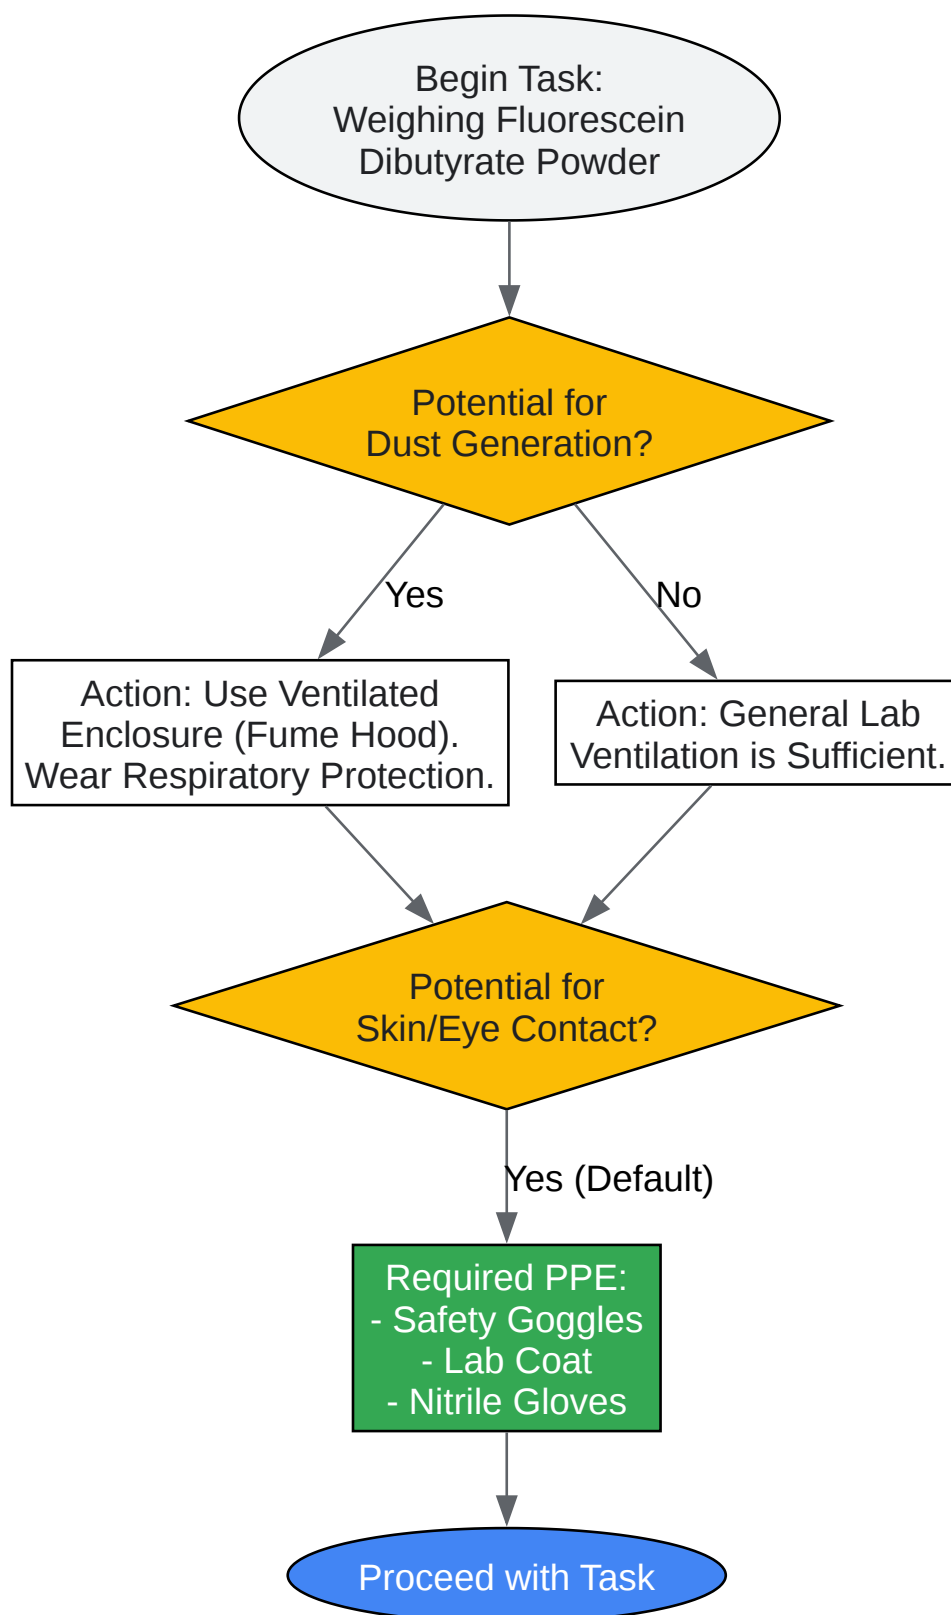 Begin Task:
Weighing Fluorescein
Dibutyrate Powder
Potential for
Dust Generation?
Yes
No
Action: Use Ventilated
Enclosure (Fume Hood).
Wear Respiratory Protection.
Action: General Lab
Ventilation is Sufficient.
Potential for
Skin/Eye Contact?
Yes (Default)
Required PPE:
- Safety Goggles
- Lab Coat
- Nitrile Gloves
Proceed with Task